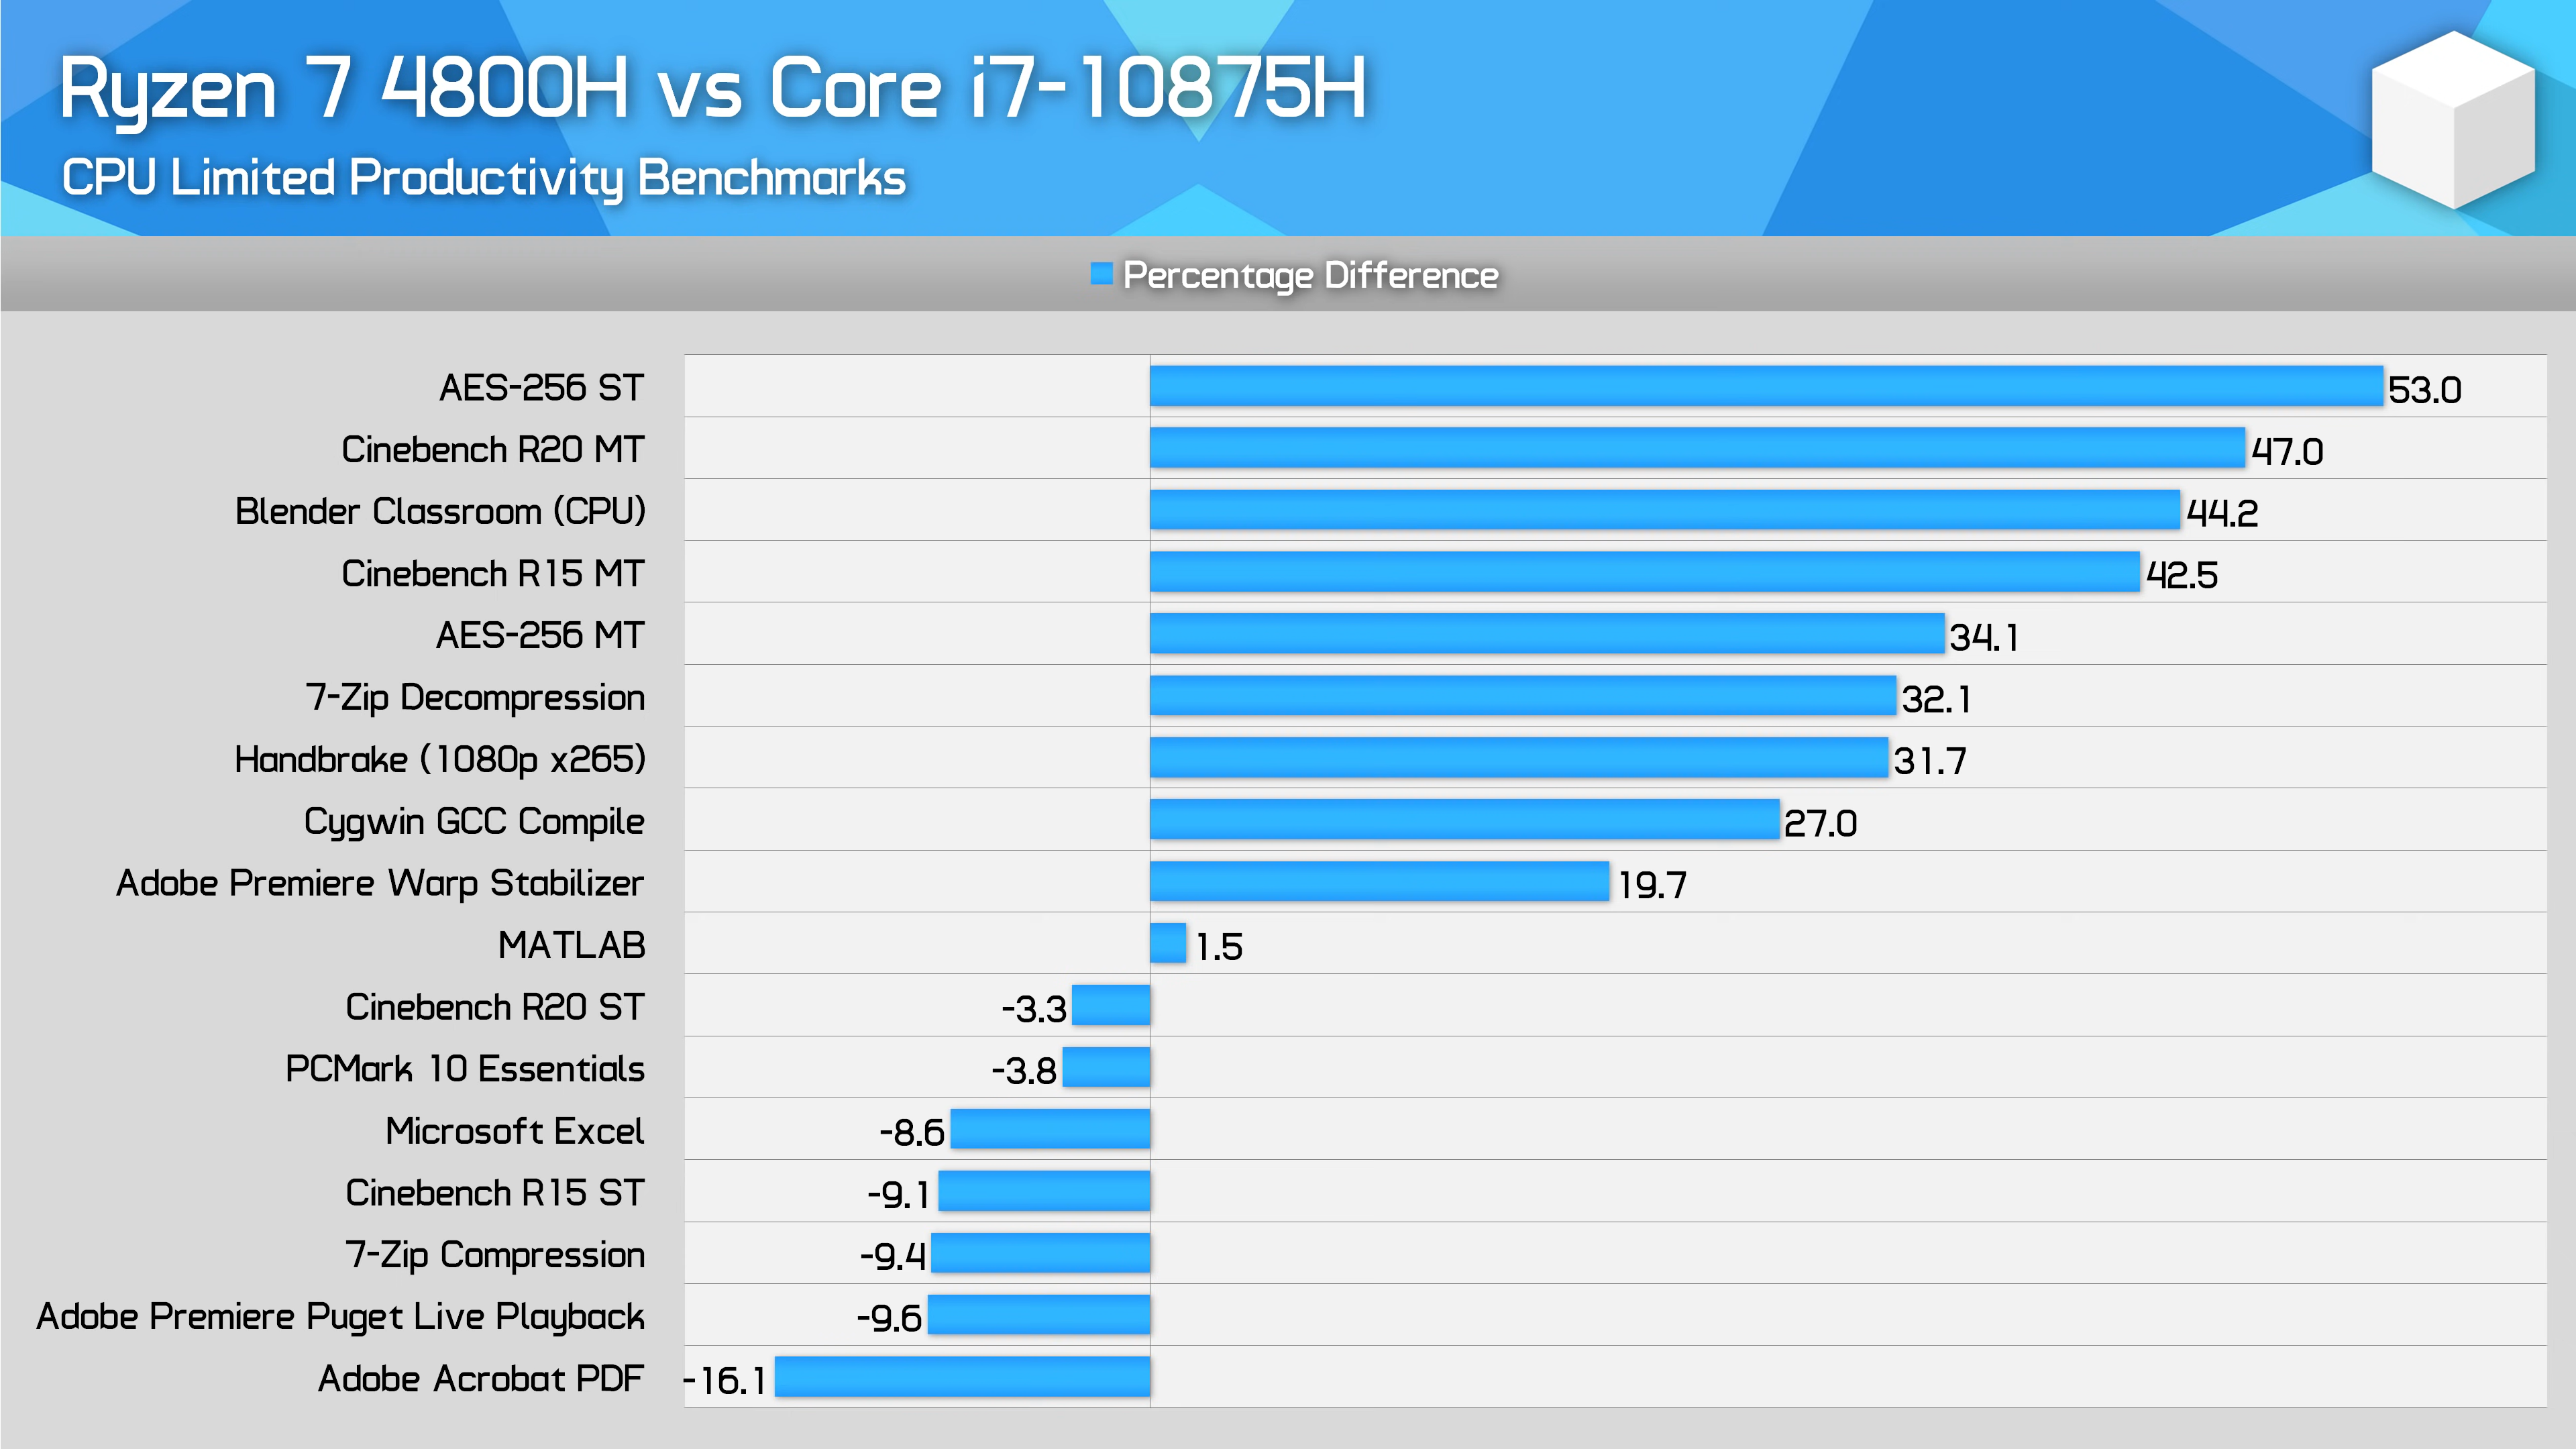 Ryzen 7 4800H vs Core i7-10875H
CPU Limited Productivity Benchmarks
Percentage Difference
AES-256 ST 53.0
Cinebench R20 MT 47.0
Blender Classroom (CPU) 44.2
Cinebench R15 MT 42.5
AES-256 MT 34.1
7-Zip Decompression 32.1
Handbrake (1080p x265) 31.7
Cygwin GCC Compile 27.0
Adobe Premiere Warp Stabilizer 19.7
MATLAB 1.5
Cinebench R20 ST -3.3
PCMark 10 Essentials -3.8
Microsoft Excel -8.6
Cinebench R15 ST -9.1
7-Zip Compression -9.4
Adobe Premiere Puget Live Playback -9.6
Adobe Acrobat PDF -16.1